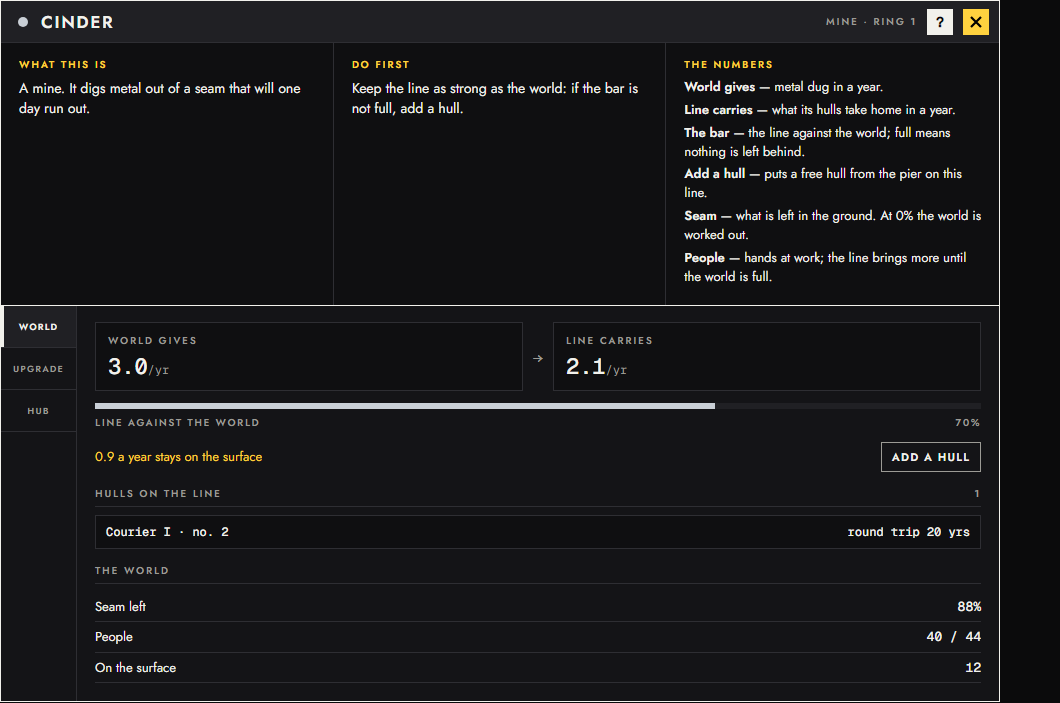 CINDER
MINE · RING 1
?
WHAT THIS IS
A mine. It digs metal out of a seam that will one
day run out.
DO FIRST
Keep the line as strong as the world: if the bar is
not full, add a hull.
THE NUMBERS
World gives — metal dug in a year.
Line carries — what its hulls take home in a year.
The bar — the line against the world; full means
nothing is left behind.
Add a hull — puts a free hull from the pier on this
line.
Seam — what is left in the ground. At 0% the world is
worked out.
People — hands at work; the line brings more until
the world is full.
WORLD
UPGRADE
HUB
WORLD GIVES
3.0/yr
→
LINE CARRIES
2.1/yr
LINE AGAINST THE WORLD
70%
0.9 a year stays on the surface
ADD A HULL
HULLS ON THE LINE
1
Courier I · no. 2
round trip 20 yrs
THE WORLD
Seam left
88%
People
40 / 44
On the surface
12